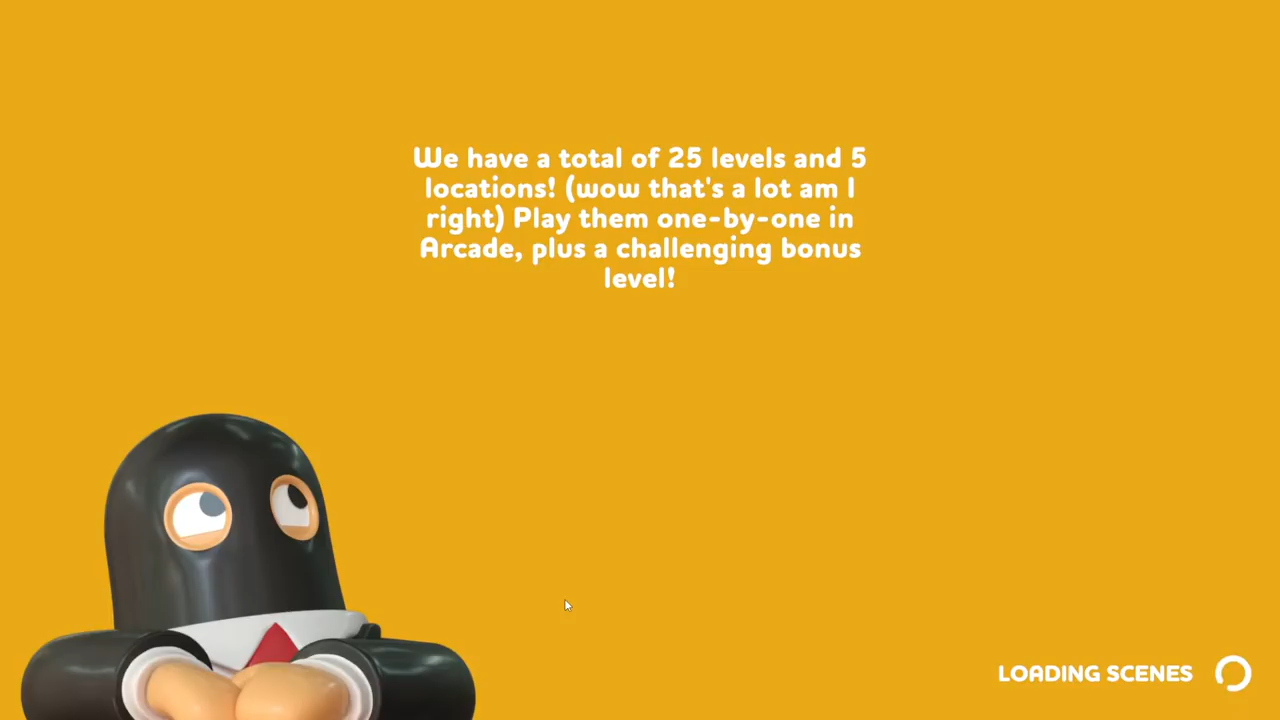 We have a total of 25 levels and 5
locations! (wow that's a lot am I
right) Play them one-by-one in
Arcade, plus a challenging bonus
level!
LOADING SCENES